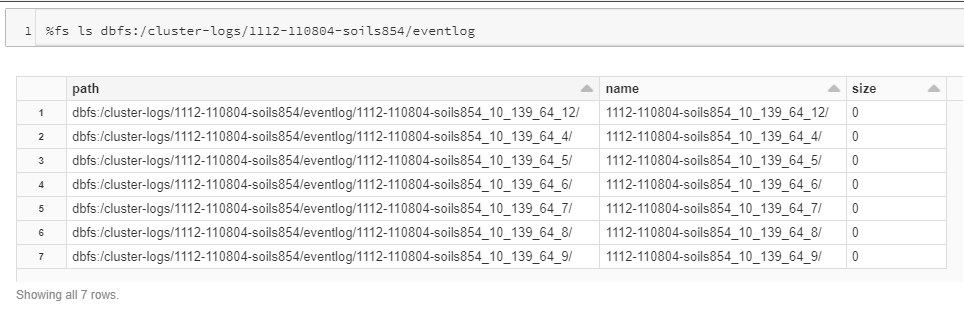 1 %fs ls dbfs:/cluster-logs/1112-110804-soils854/eventlog
path name size
1 dbfs:/cluster-logs/1112-110804-soils854/eventlog/1112-110804-soils854_10_139_64_12/ 1112-110804-soils854_10_139_64_12/ 0
2 dbfs:/cluster-logs/1112-110804-soils854/eventlog/1112-110804-soils854_10_139_64_4/ 1112-110804-soils854_10_139_64_4/ 0
3 dbfs:/cluster-logs/1112-110804-soils854/eventlog/1112-110804-soils854_10_139_64_5/ 1112-110804-soils854_10_139_64_5/ 0
4 dbfs:/cluster-logs/1112-110804-soils854/eventlog/1112-110804-soils854_10_139_64_6/ 1112-110804-soils854_10_139_64_6/ 0
5 dbfs:/cluster-logs/1112-110804-soils854/eventlog/1112-110804-soils854_10_139_64_7/ 1112-110804-soils854_10_139_64_7/ 0
6 dbfs:/cluster-logs/1112-110804-soils854/eventlog/1112-110804-soils854_10_139_64_8/ 1112-110804-soils854_10_139_64_8/ 0
7 dbfs:/cluster-logs/1112-110804-soils854/eventlog/1112-110804-soils854_10_139_64_9/ 1112-110804-soils854_10_139_64_9/ 0
Showing all 7 rows.